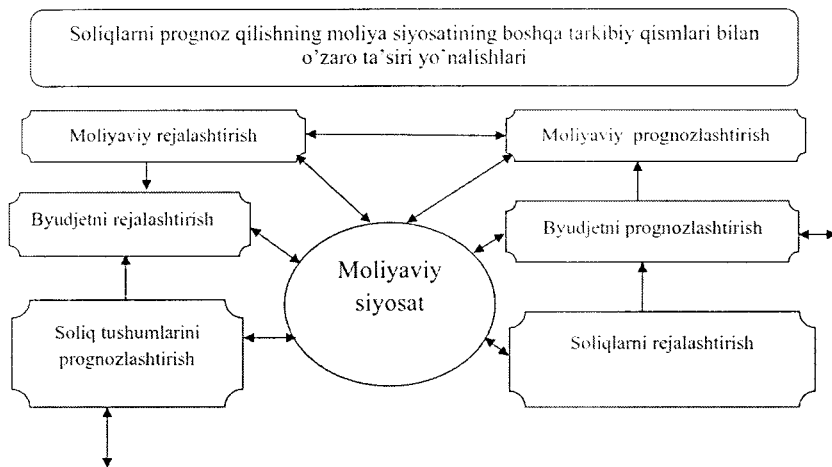 Soliqlarni prognoz qilishning moliya siyosatining boshqa tarkibiy qismlari bilan
o'zaro ta'siri yo'nalishlari
Moliyaviy rejalashtirish
Moliyaviy prognozlashtirish
Byudjetni rejalashtirish
Byudjetni prognozlashtirish
Moliyaviy
siyosat
Soliq tushumlarini
prognozlashtirish
Soliqlarni rejalashtirish